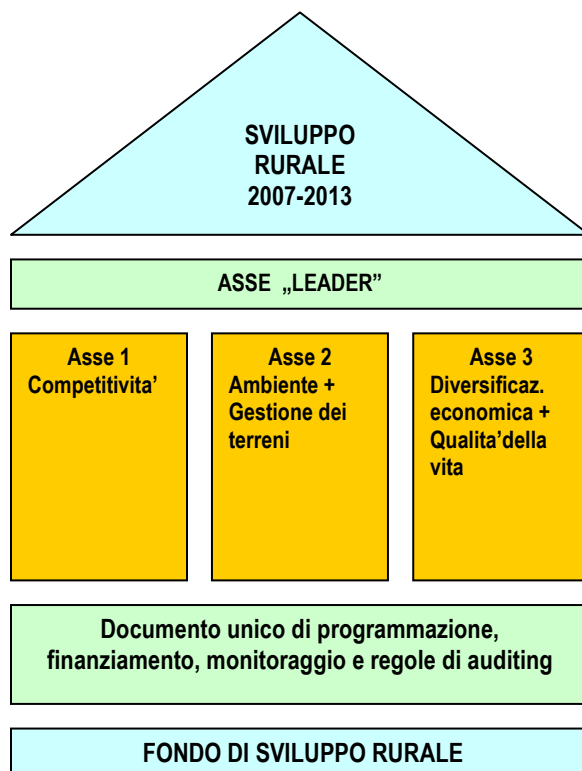 SVILUPPO
RURALE
2007-2013
ASSE „LEADER”
Asse 1
Competitivita’
Asse 2
Ambiente +
Gestione dei
terreni
Asse 3
Diversificaz.
economica +
Qualita’della
vita
Documento unico di programmazione,
finanziamento, monitoraggio e regole di auditing
FONDO DI SVILUPPO RURALE